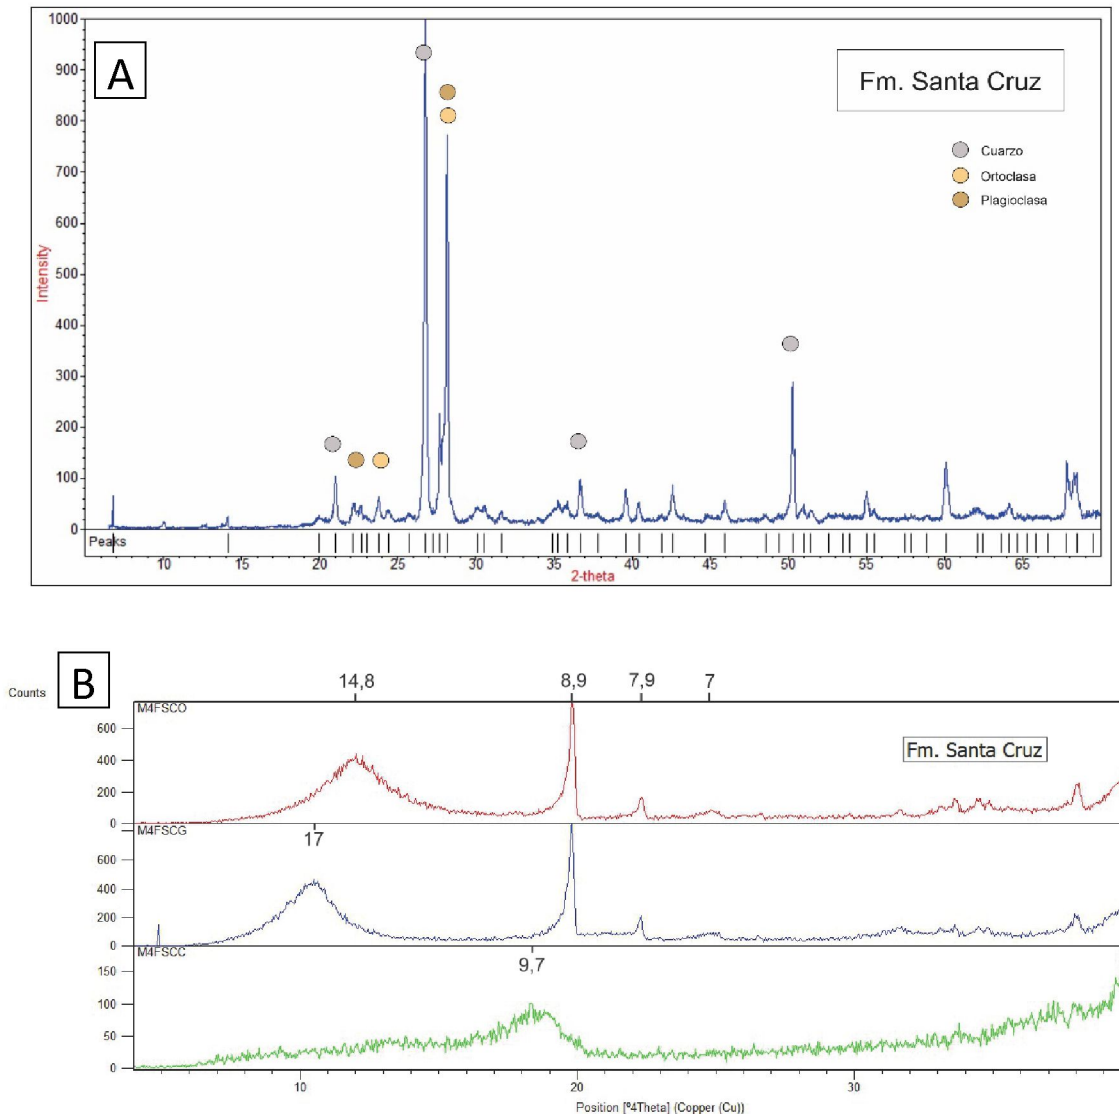 A
Fm. Santa Cruz
Cuarzo
Ortoclasa
Plagioclasa
Intensity
1000
900
800
700
600
500
400
300
200
100
0
Peaks
10 15 20 25 30 35 40 45 50 55 60 65
2-theta
B
Counts
14,8 8,9 7,9 7
M4FSCO
Fm. Santa Cruz
600
400
200
0
M4FSCG
17
600
400
200
0
M4FSCC
9,7
150
100
50
0
10 20 30
Position [°4Theta] (Copper (Cu))